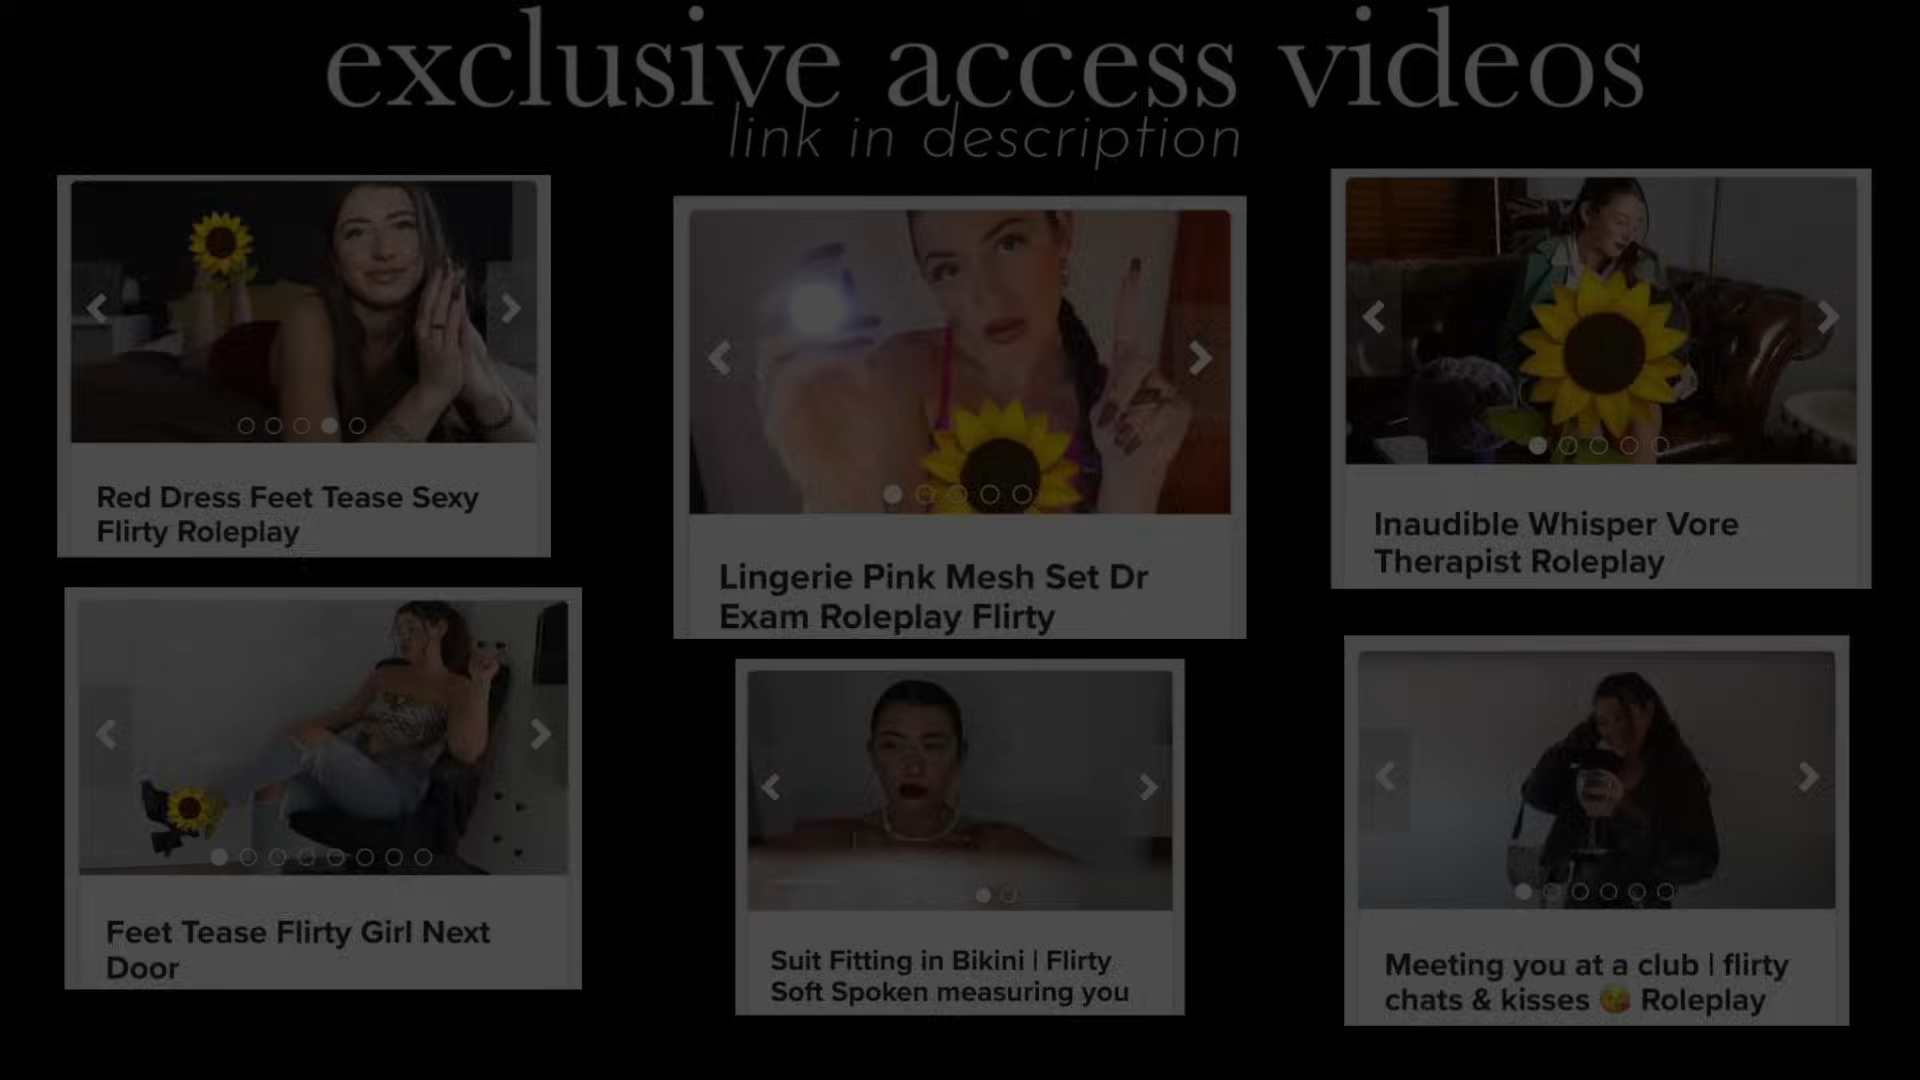 exclusive access videos
link in description
Red Dress Feet Tease Sexy
Flirty Roleplay
Lingerie Pink Mesh Set Dr
Exam Roleplay Flirty
Inaudible Whisper Vore
Therapist Roleplay
Feet Tease Flirty Girl Next
Door
Suit Fitting in Bikini | Flirty
Soft Spoken measuring you
Meeting you at a club | flirty
chats & kisses 😘 Roleplay